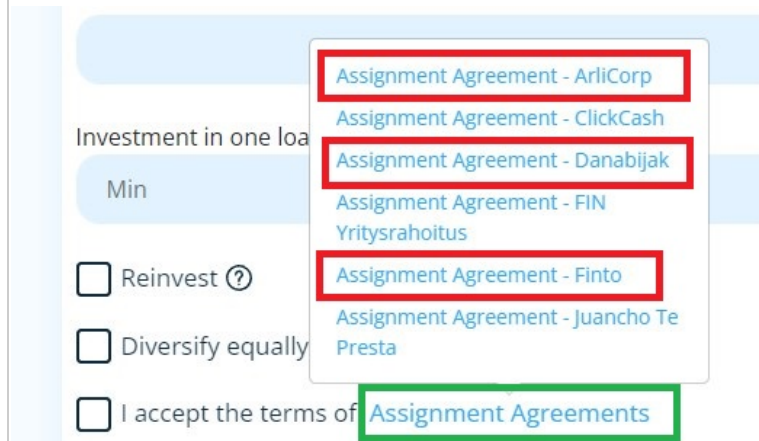 Assignment Agreement - ArliCorp
Assignment Agreement - ClickCash
Investment in one loa
Assignment Agreement - Danabijak
Min
Assignment Agreement - FIN
Yritysrahoitus
Reinvest ?
Assignment Agreement - Finto
Assignment Agreement - Juancho Te
Diversify equally
Presta
I accept the terms of Assignment Agreements